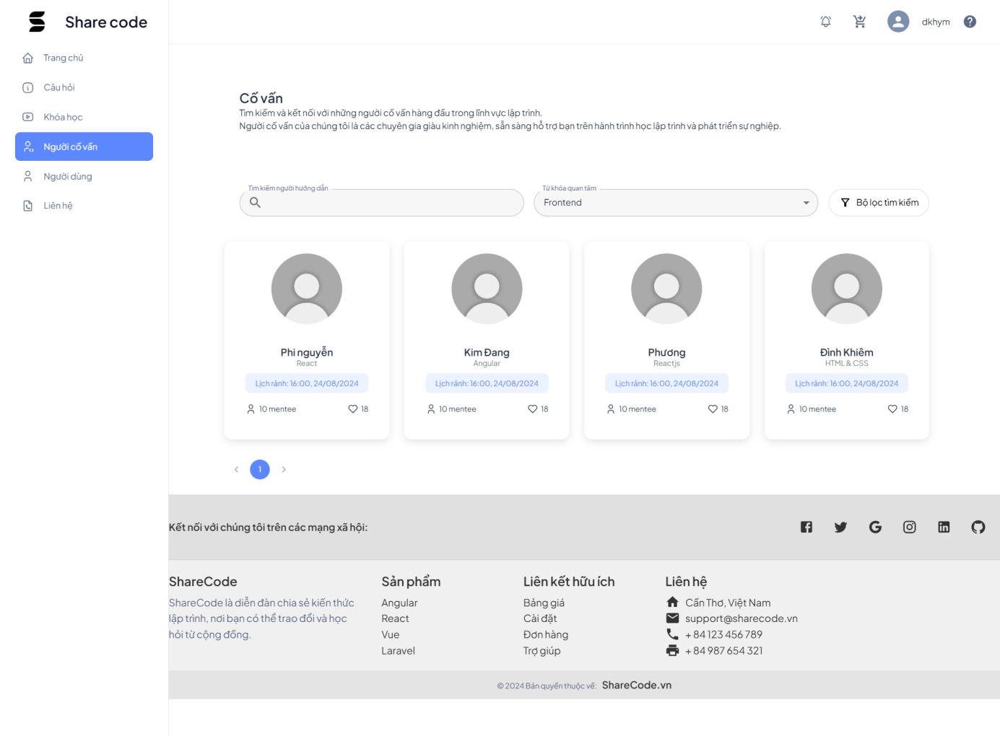 Share code
dkhym
Trang chủ
Câu hỏi
Khóa học
Người cố vấn
Người dùng
Liên hệ
Cố vấn
Tìm kiếm và kết nối với những người cố vấn hàng đầu trong lĩnh vực lập trình.
Người cố vấn của chúng tôi là các chuyên gia giàu kinh nghiệm, sẵn sàng hỗ trợ bạn trên hành trình học lập trình và phát triển sự nghiệp.
Tìm kiếm người hướng dẫn
Từ khóa quan tâm
Frontend
Bộ lọc tìm kiếm
Phi nguyễn
React
Lịch rảnh: 16:00, 24/08/2024
10 mentee
18
Kim Đang
Angular
Lịch rảnh: 16:00, 24/08/2024
10 mentee
18
Phương
Reactjs
Lịch rảnh: 16:00, 24/08/2024
10 mentee
18
Đình Khiêm
HTML & CSS
Lịch rảnh: 16:00, 24/08/2024
10 mentee
18
1
Kết nối với chúng tôi trên các mạng xã hội:
ShareCode
ShareCode là diễn đàn chia sẻ kiến thức
lập trình, nơi bạn có thể trao đổi và học
hỏi từ cộng đồng.
Sản phẩm
Angular
React
Vue
Laravel
Liên kết hữu ích
Bảng giá
Cài đặt
Đơn hàng
Trợ giúp
Liên hệ
Cần Thơ, Việt Nam
support@sharecode.vn
+ 84 123 456 789
+ 84 987 654 321
© 2024 Bản quyền thuộc về: ShareCode.vn